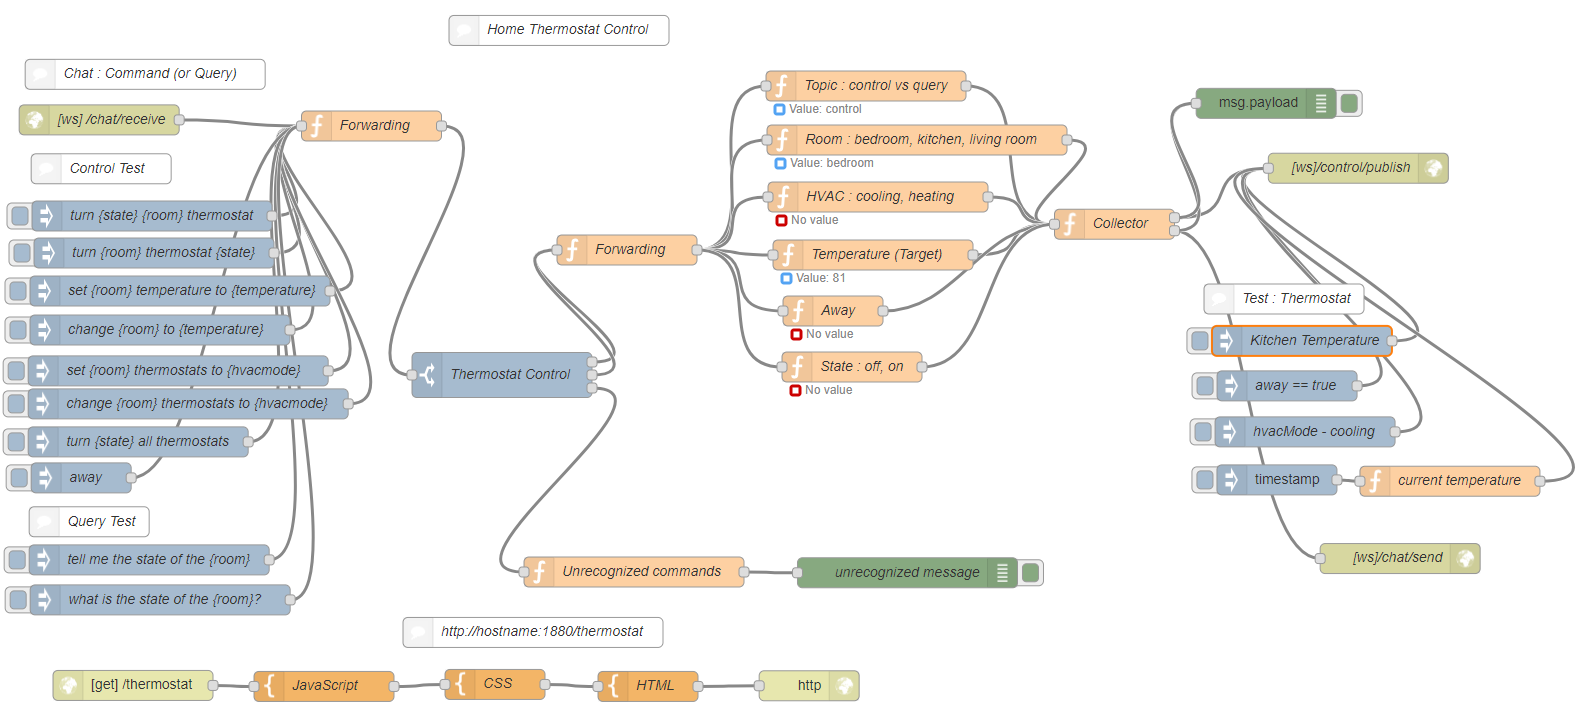 Home Thermostat Control
Chat : Command (or Query)
[ws] /chat/receive
Forwarding
Control Test
turn {state} {room} thermostat
turn {room} thermostat {state}
set {room} temperature to {temperature}
change {room} to {temperature}
set {room} thermostats to {hvacmode}
change {room} thermostats to {hvacmode}
turn {state} all thermostats
away
Query Test
tell me the state of the {room}
what is the state of the {room}?
Thermostat Control
Forwarding
Topic : control vs query
Value: control
Room : bedroom, kitchen, living room
Value: bedroom
HVAC : cooling, heating
No value
Temperature (Target)
Value: 81
Away
No value
State : off, on
No value
Collector
msg.payload
[ws]/control/publish
Test : Thermostat
Kitchen Temperature
away == true
hvacMode - cooling
timestamp
current temperature
[ws]/chat/send
Unrecognized commands
unrecognized message
http://hostname:1880/thermostat
[get] /thermostat
JavaScript
CSS
HTML
http